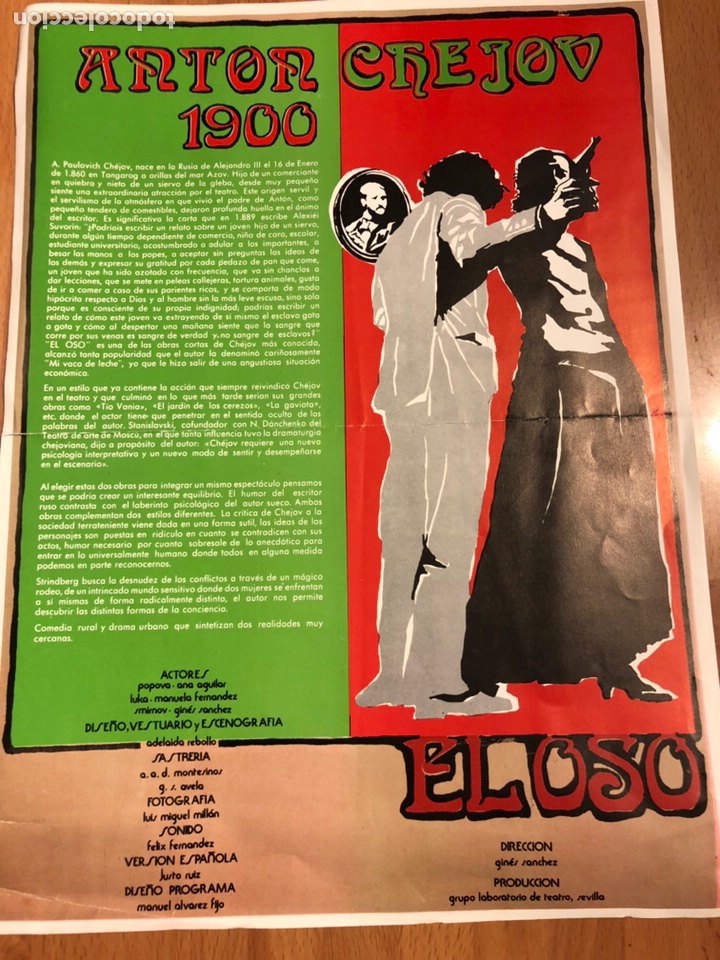 todocoleccion
ANTON CHEJOV
1900
A. Paulovich Chéjov, nace en la Rusia de Alejandro III el 16 de Enero
de 1.860 en Tangarog a orillas del mar Azov. Hijo de un comerciante
en quiebra y nieto de un siervo de la gleba, desde muy pequeño
siente una extraordinaria atracción por el teatro. Este origen servil y
el servilismo de la atmósfera en que vivió el padre de Antón, como
pequeño tendero de comestibles, dejaron profunda huella en el ánimo
del escritor. Es significativa la carta que en 1.889 escribe Alexiéi
Suvorin: "¿Podriais escribir un relato sobre un joven hijo de un siervo,
durante algún tiempo dependiente de comercio, niño de coro, escolar,
estudiante universitario, acostumbrado a adular a los importantes, a
besar las manos a los popes, a aceptar sin preguntas las ideas de
los demás y expresar su gratitud por cada pedazo de pan que come,
un joven que ha sido azotado con frecuencia, que va sin chanclos a
dar lecciones, que se mete en peleas callejeras, tortura animales, gusta
de ir a comer a casa de sus parientes ricos, y se comporta de modo
hipócrita respecto a Dios y al hombre sin la más leve escusa, sino solo
porque es consciente de su propia indignidad; podrias escribir un
relato de cómo este joven va extrayendo de si mismo el esclavo gota
a gota y cómo al despertar una mañana siente que la sangre que
corre por sus venas es sangre de verdad y no sangre de esclavos?"
"EL OSO" es una de las obras cortas de Chéjov más conocida,
alcanzó tanta popularidad que el autor la denominó cariñosamente
"Mi vaca de leche", ya que le hizo salir de una angustiosa situación
económica.
En un estilo que ya contiene la acción que siempre reivindicó Chéjov
en el teatro y que culminó en lo que más tarde serian sus grandes
obras como «Tio Vania», «El jardin de los cerezos», «La gaviota»,
etc. donde el actor tiene que penetrar en el sentido oculto de las
palabras del autor. Stanislavski, cofundador con N. Dánchenko del
Teatro de arte de Moscú, en el que tanta influencia tuvo la dramaturgia
chejoviana, dijo a propósito del autor: «Chéjov requiere una nueva
psicologia interpretativa y un nuevo modo de sentir y desempeñarse
en el escenario».
Al elegir estas dos obras para integrar un mismo espectáculo pensamos
que se podria crear un interesante equilibrio. El humor del escritor
ruso contrasta con el laberinto psicológico del autor sueco. Ambas
obras complementan dos estilos diferentes. La critica de Chejov a la
sociedad terrateniente viene dada en una forma sutil, las ideas de los
personajes son puestas en ridículo en cuanto se contradicen con sus
actos, humor necesario por cuanto sobresale de lo anecdótico para
entrar en lo universalmente humano donde todos en alguna medida
podemos en parte reconocernos.
Strindberg busca la desnudez de los conflictos a través de un mágico
rodeo, de un intrincado mundo sensitivo donde dos mujeres se enfrentan
a si mismas de forma radicalmente distinta, el autor nos permite
descubrir las distintas formas de la conciencia.
Comedia rural y drama urbano que sintetizan dos realidades muy
cercanas.
ACTORES
popova - ana aguilar
luka - manuela fernandez
smirnov - ginés sanchez
DISEÑO, VESTUARIO y ESCENOGRAFIA
adelaida rebollo
SASTRERIA
a. a. d. montesinos
g. s. avela
FOTOGRAFIA
luis miguel millán
SONIDO
felix fernandez
VERSION ESPAÑOLA
justo ruiz
DISEÑO PROGRAMA
manuel alvarez fijo
EL OSO
DIRECCION
ginés sanchez
PRODUCCION
grupo laboratorio de teatro, sevilla